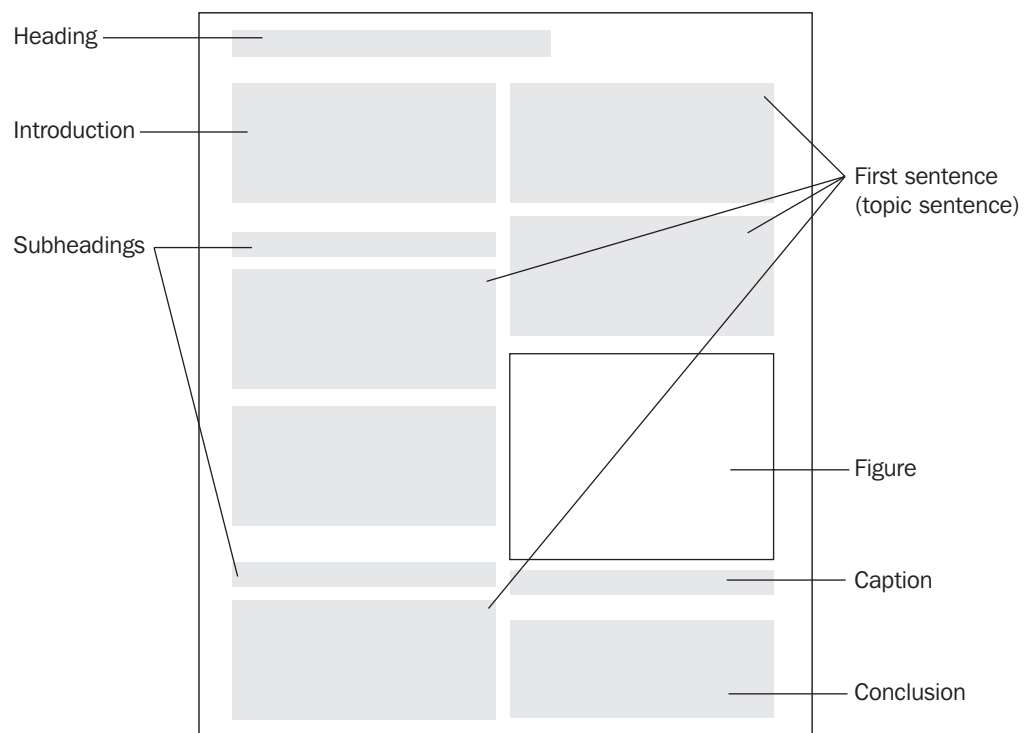 Heading
Introduction
Subheadings
First sentence
(topic sentence)
Figure
Caption
Conclusion